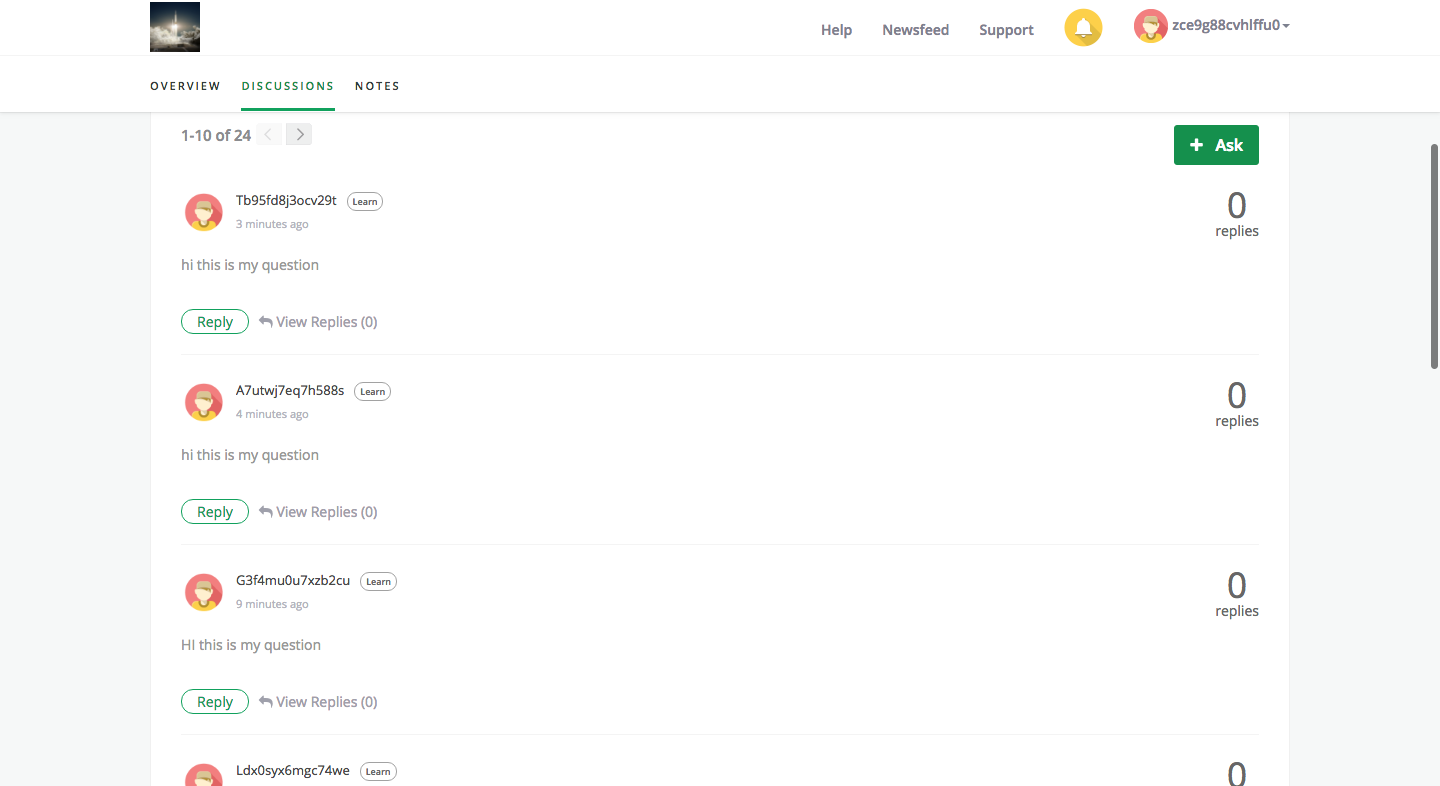 Help Newsfeed Support zce9g88cvhlffu0
OVERVIEW DISCUSSIONS NOTES
1-10 of 24
Ask
Tb95fd8j3ocv29t Learn
3 minutes ago
0
replies
hi this is my question
Reply View Replies (0)
A7utwj7eq7h588s Learn
4 minutes ago
0
replies
hi this is my question
Reply View Replies (0)
G3f4mu0u7xzb2cu Learn
9 minutes ago
0
replies
HI this is my question
Reply View Replies (0)
Ldx0syx6mgc74we Learn
0